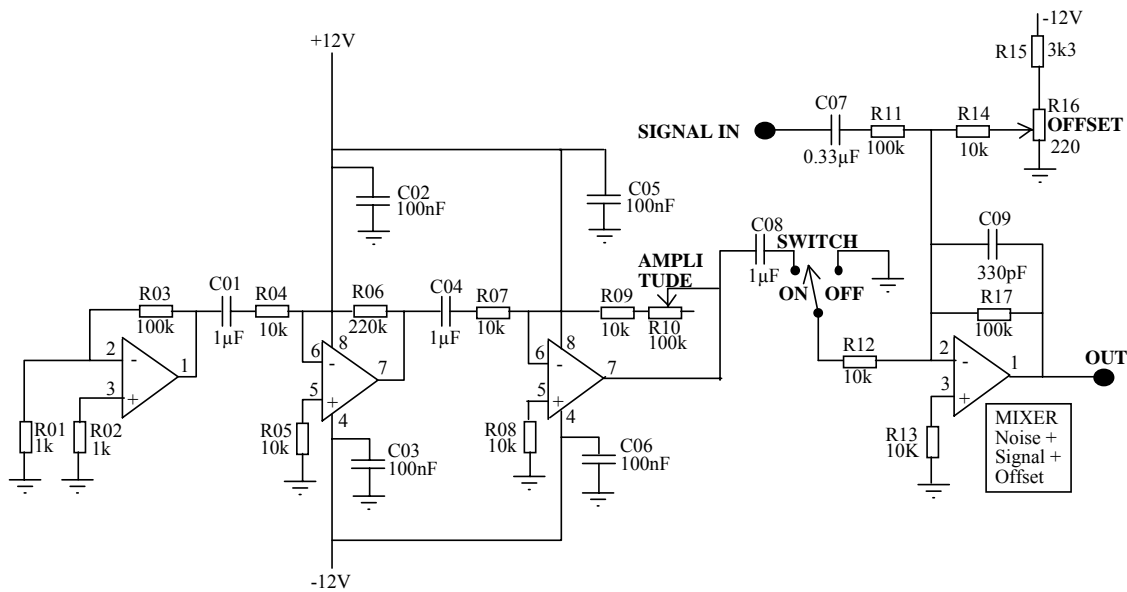 +12V
-12V
R15
3k3
R16
OFFSET
220
C07
0.33µF
R11
100k
R14
10k
SIGNAL IN
C02
100nF
C05
100nF
C08
1µF
SWITCH
ON
OFF
C09
330pF
AMPLI
TUDE
R03
100k
C01
1µF
R04
10k
R06
220k
C04
1µF
R07
10k
R09
10k
R10
100k
R17
100k
R12
10k
2
-
3
+
1
6
-
5
+
8
7
4
6
-
5
+
8
7
4
2
-
3
+
1
OUT
R01
1k
R02
1k
R05
10k
C03
100nF
R08
10k
C06
100nF
R13
10K
MIXER
Noise +
Signal +
Offset
-12V